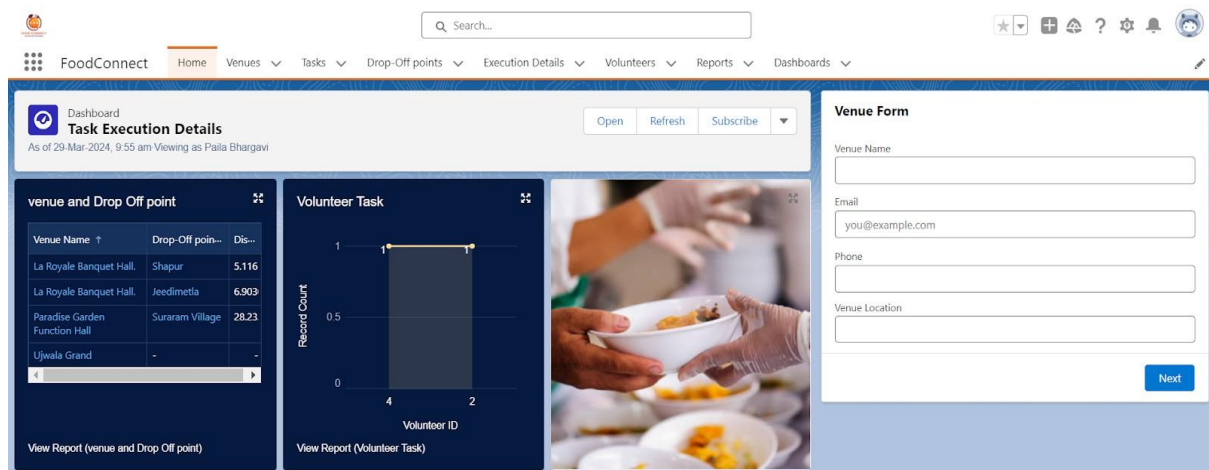 Search...
FoodConnect
Home
Venues
Tasks
Drop-Off points
Execution Details
Volunteers
Reports
Dashboards
Dashboard
Task Execution Details
As of 29-Mar-2024, 9:55 am Viewing as Paila Bhargavi
Open
Refresh
Subscribe
venue and Drop Off point
Venue Name ↑ Drop-Off poin... Dis...
La Royale Banquet Hall. Shapur 5.116
La Royale Banquet Hall. Jeedimetla 6.903
Paradise Garden Suraram Village 28.23
Function Hall
Ujwala Grand - -
View Report (venue and Drop Off point)
Volunteer Task
Record Count
1
0.5
0
1 1
4 2
Volunteer ID
View Report (Volunteer Task)
Venue Form
Venue Name
Email
you@example.com
Phone
Venue Location
Next